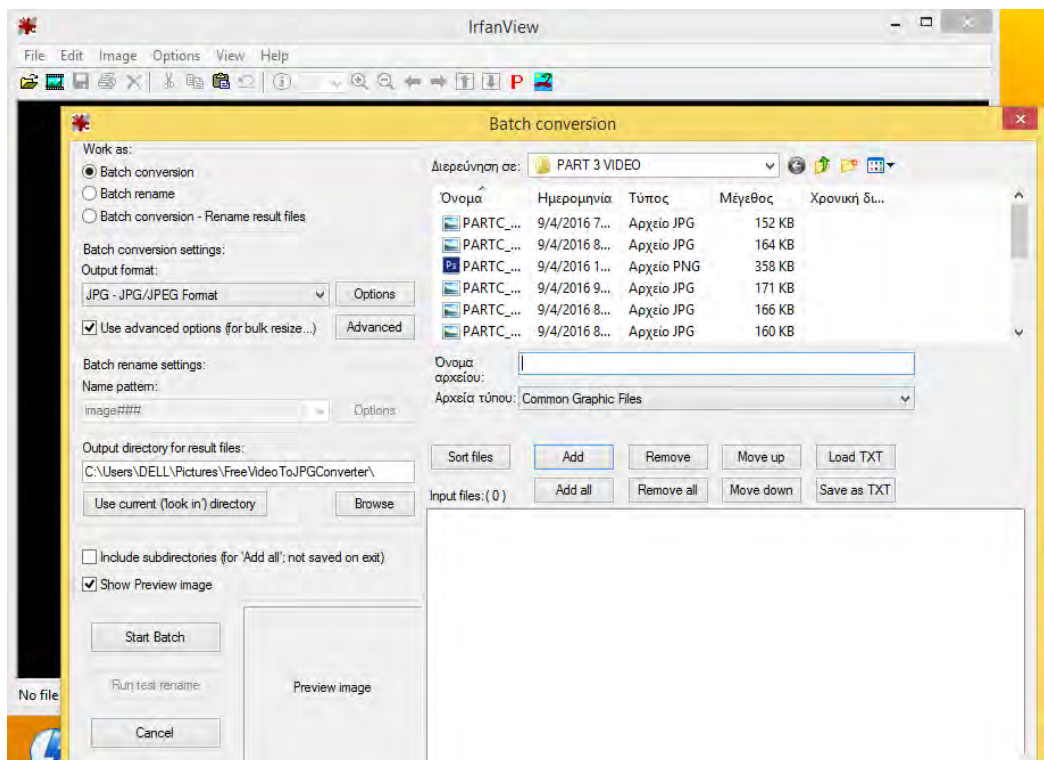 IrfanView
File Edit Image Options View Help
P
Batch conversion
Work as:
Batch conversion
Batch rename
Batch conversion - Rename result files
Batch conversion settings:
Output format:
JPG - JPG/JPEG Format Options
Use advanced options (for bulk resize...) Advanced
Batch rename settings:
Name pattern:
image### Options
Output directory for result files:
C:\Users\DELL\Pictures\FreeVideoToJPGConverter\
Use current ('look in') directory Browse
Include subdirectories (for 'Add all'; not saved on exit)
Show Preview image
Start Batch
Run test rename
Cancel
Preview image
Διερεύνηση σε: PART 3 VIDEO
Όνομα Ημερομηνία Τύπος Μέγεθος Χρονική δι...
PARTC_... 9/4/2016 7... Αρχείο JPG 152 KB
PARTC_... 9/4/2016 8... Αρχείο JPG 164 KB
Ps PARTC_... 9/4/2016 1... Αρχείο PNG 358 KB
PARTC_... 9/4/2016 9... Αρχείο JPG 171 KB
PARTC_... 9/4/2016 8... Αρχείο JPG 166 KB
PARTC_... 9/4/2016 8... Αρχείο JPG 160 KB
Όνομα
αρχείου:
Αρχεία τύπου: Common Graphic Files
Sort files Add Remove Move up Load TXT
Input files: ( 0 ) Add all Remove all Move down Save as TXT
No file